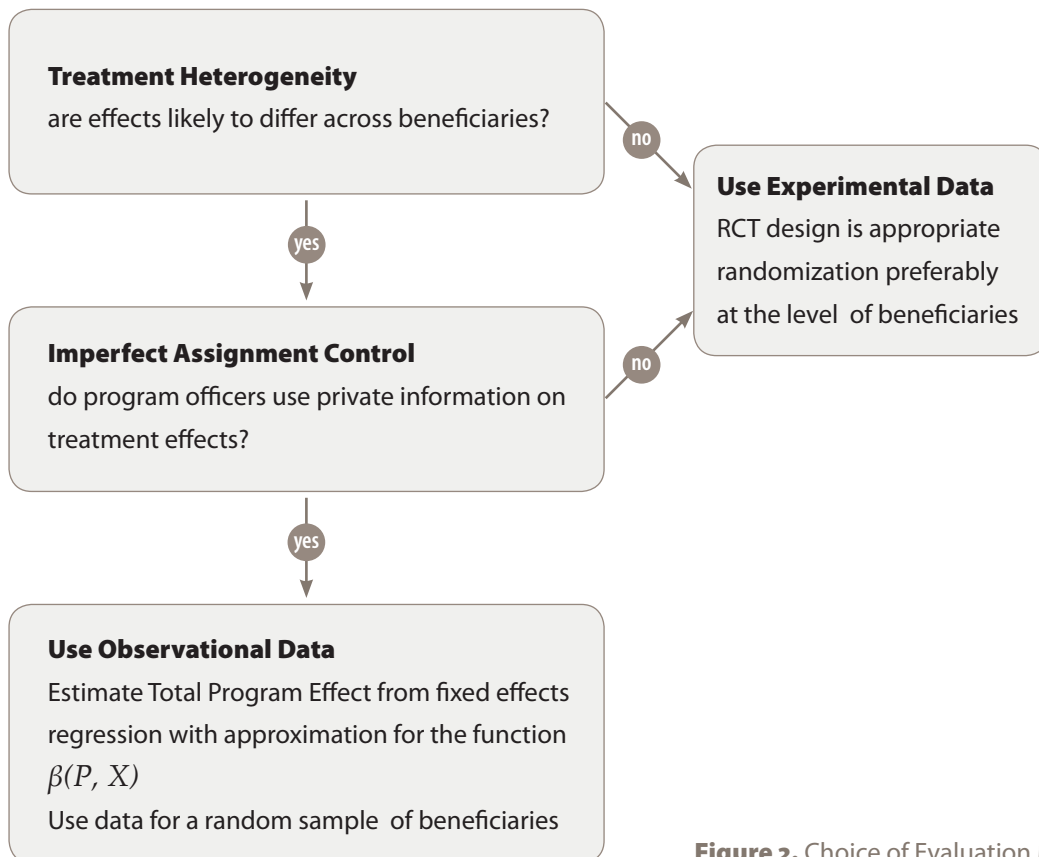 Treatment Heterogeneity
are effects likely to differ across beneficiaries?
no
Use Experimental Data
RCT design is appropriate
randomization preferably
at the level of beneficiaries
yes
Imperfect Assignment Control
do program officers use private information on
treatment effects?
no
yes
Use Observational Data
Estimate Total Program Effect from fixed effects
regression with approximation for the function
β(P, X)
Use data for a random sample of beneficiaries
Figure 2. Choice of Evaluation